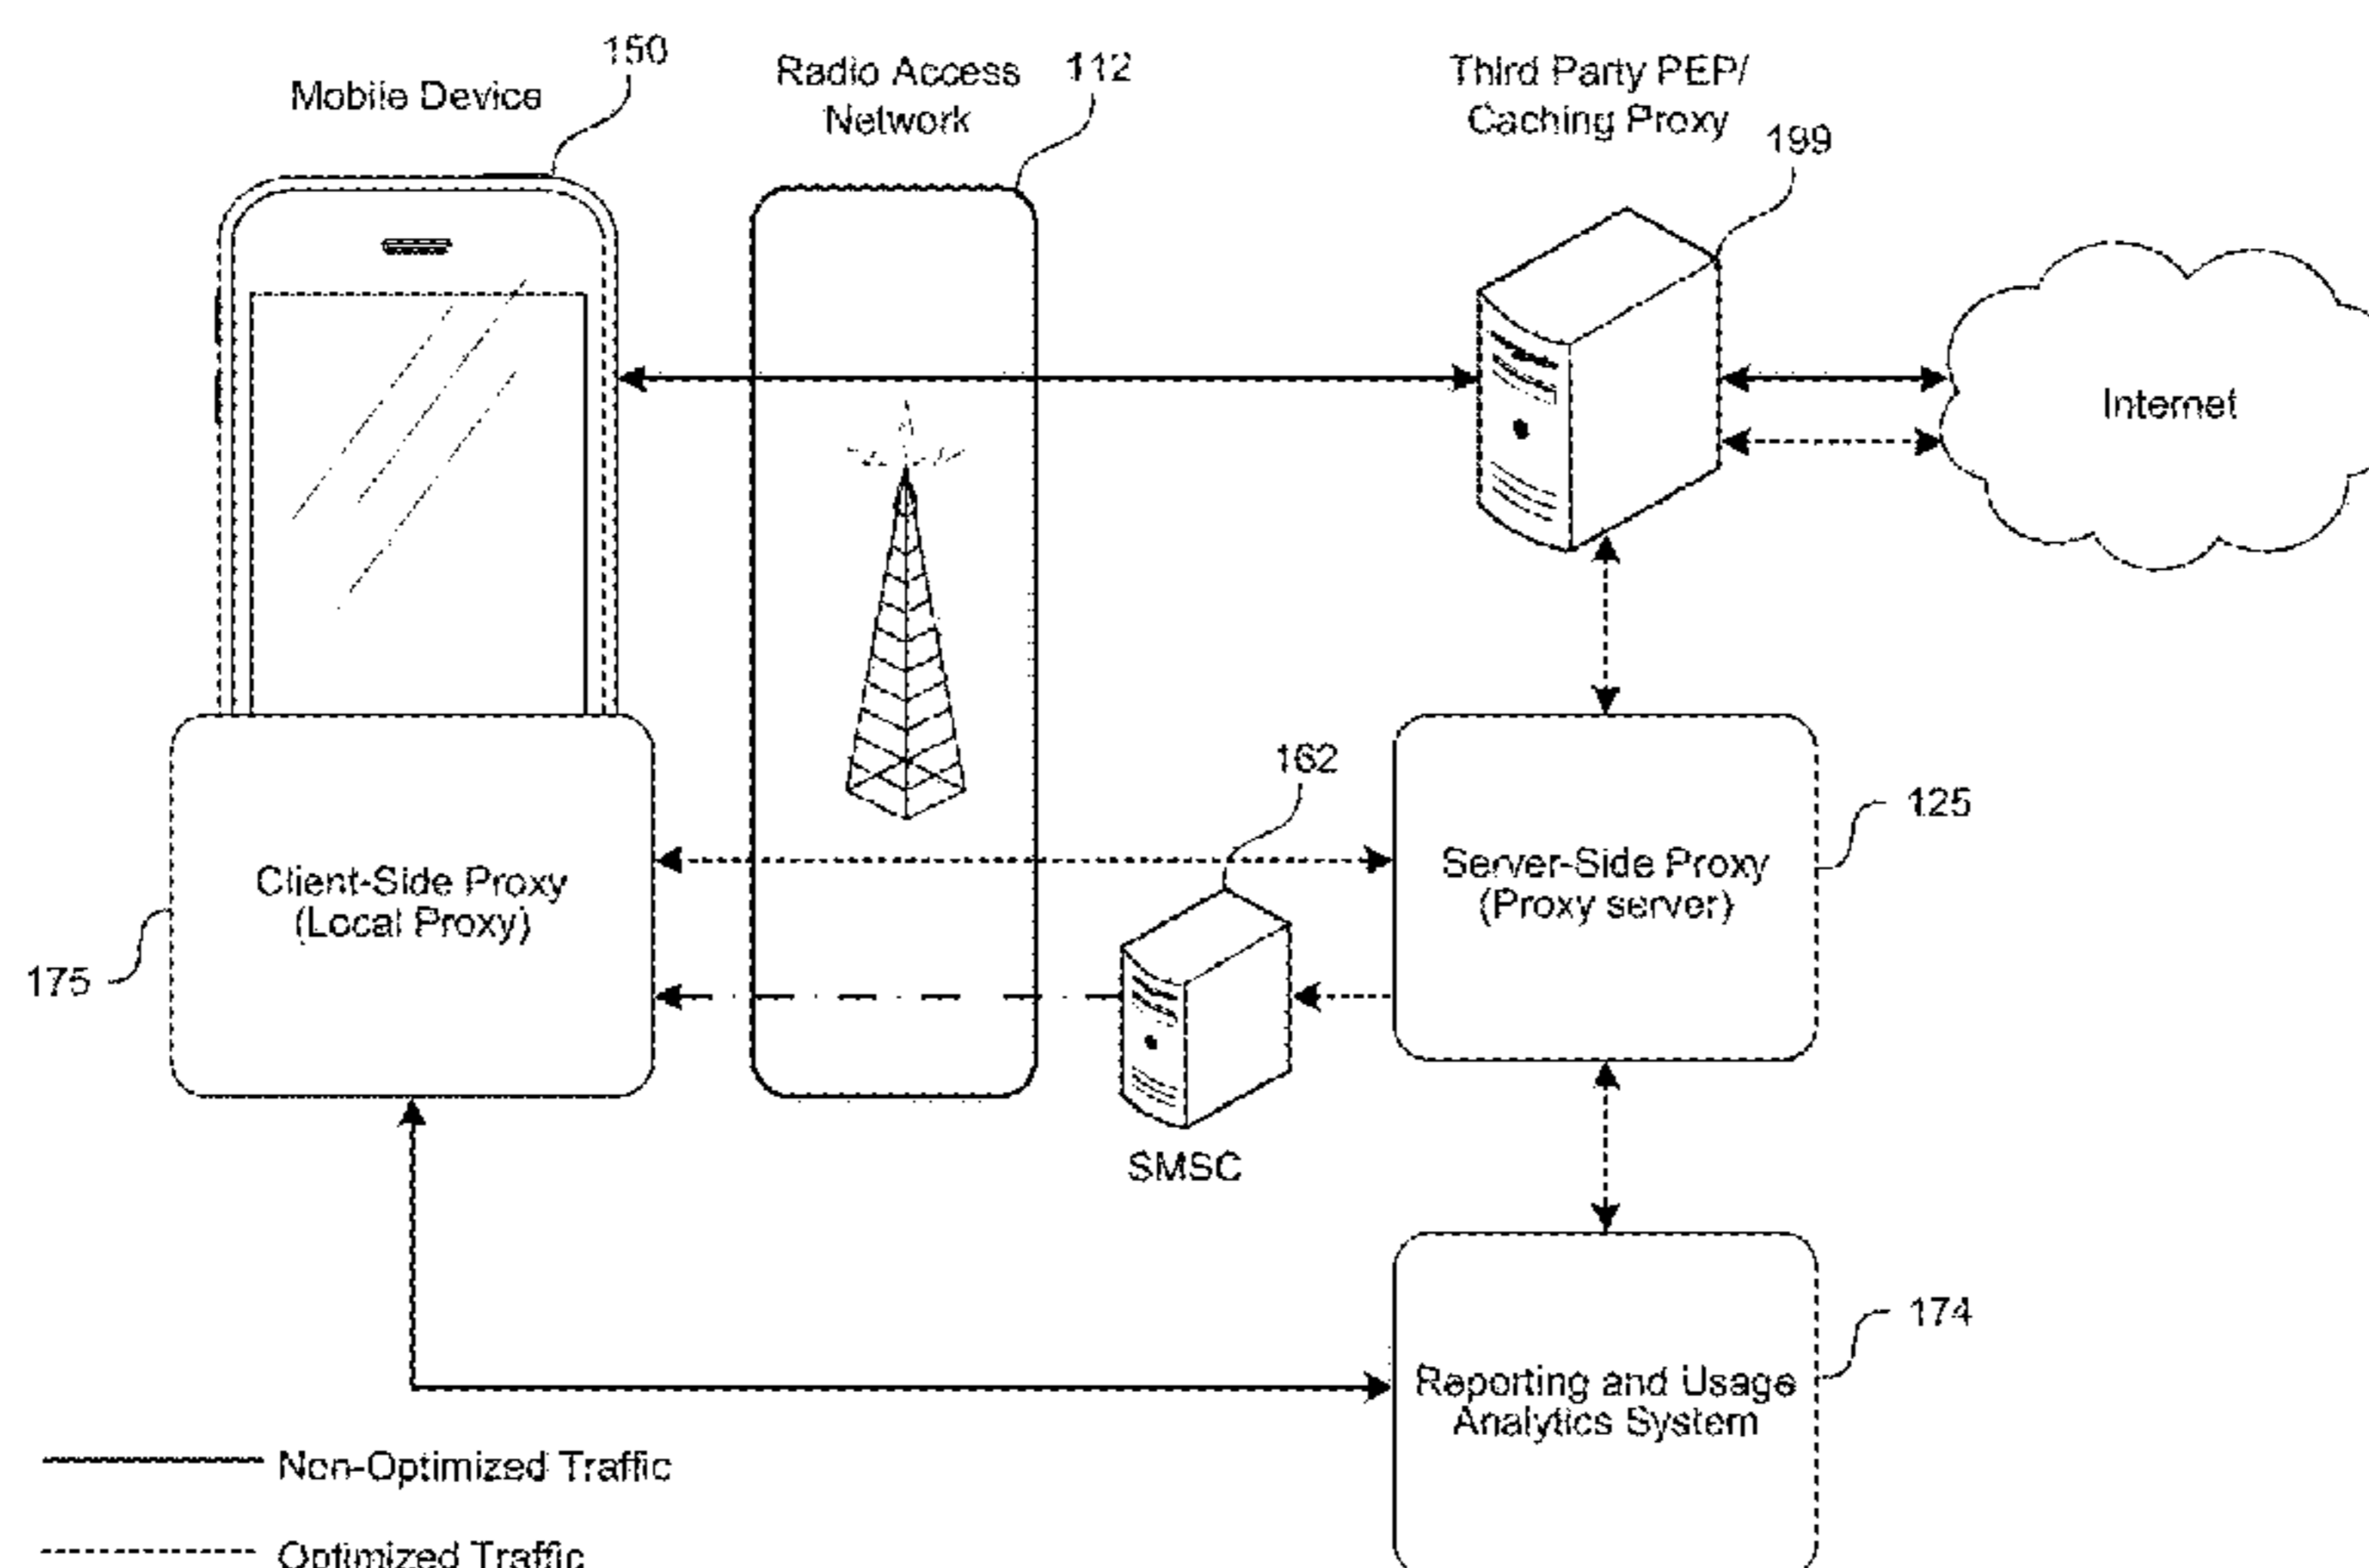 150
Mobile Device
Radio Access
Network
112
Third Party PEP/
Caching Proxy
199
Internet
162
125
Client-Side Proxy
(Local Proxy)
Server-Side Proxy
(Proxy server)
175
SMSC
174
Reporting and Usage
Analytics System
Non-Optimized Traffic
Optimized Traffic